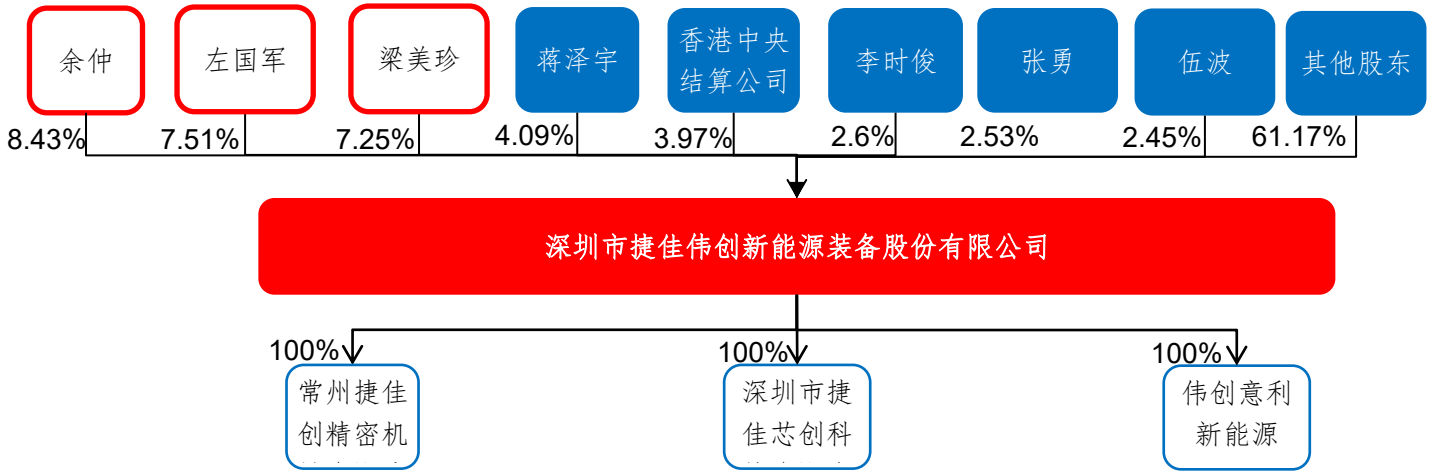 余仲
左国军
梁美珍
蒋泽宇
香港中央
结算公司
李时俊
张勇
伍波
其他股东
8.43%
7.51%
7.25%
4.09%
3.97%
2.6%
2.53%
2.45%
61.17%
深圳市捷佳伟创新能源装备股份有限公司
100%
100%
100%
常州捷佳
创精密机
深圳市捷
佳芯创科
伟创意利
新能源